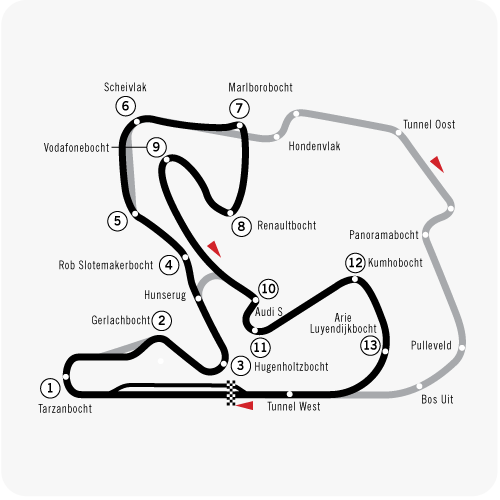 Scheivlak
6
Marlborobocht
7
Tunnel Oost
Hondenvlak
Vodafonebocht
9
5
8
Renaultbocht
Panoramabocht
Rob Slotemakerbocht
4
12
Kumhobocht
Hunserug
10
Audi S
Gerlachbocht
2
11
Arie
Luyendijkbocht
13
Pulleveld
3
Hugenholtzbocht
1
Tarzanbocht
Tunnel West
Bos Uit